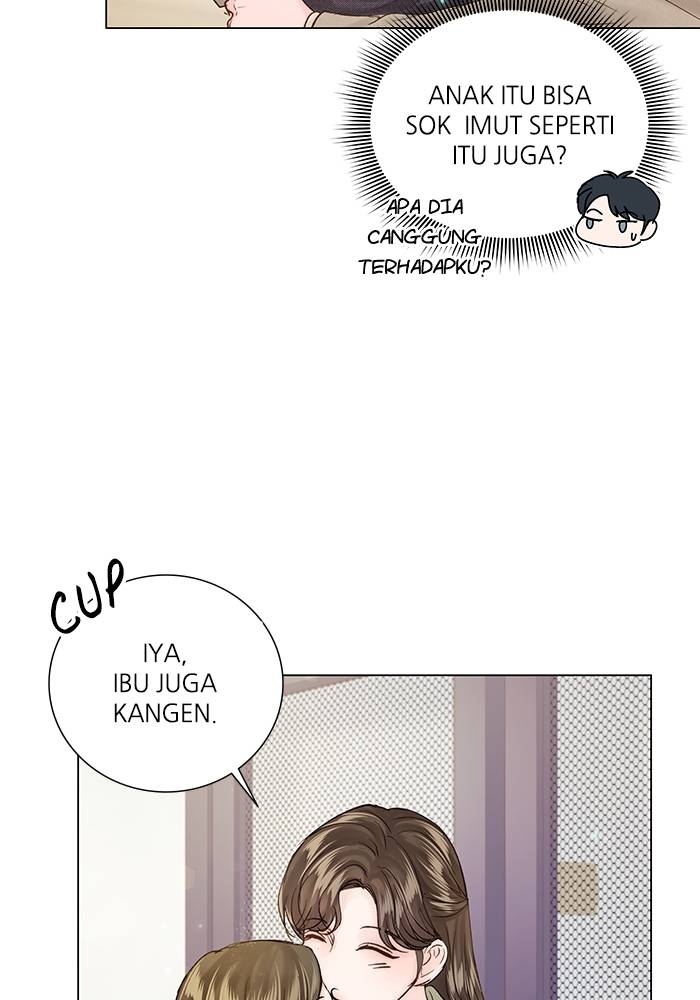 ANAK ITU BISA
SOK IMUT SEPERTI
ITU JUGA?
APA DIA
CANGGUNG
TERHADAPKU?
CUP
IYA,
IBU JUGA
KANGEN.